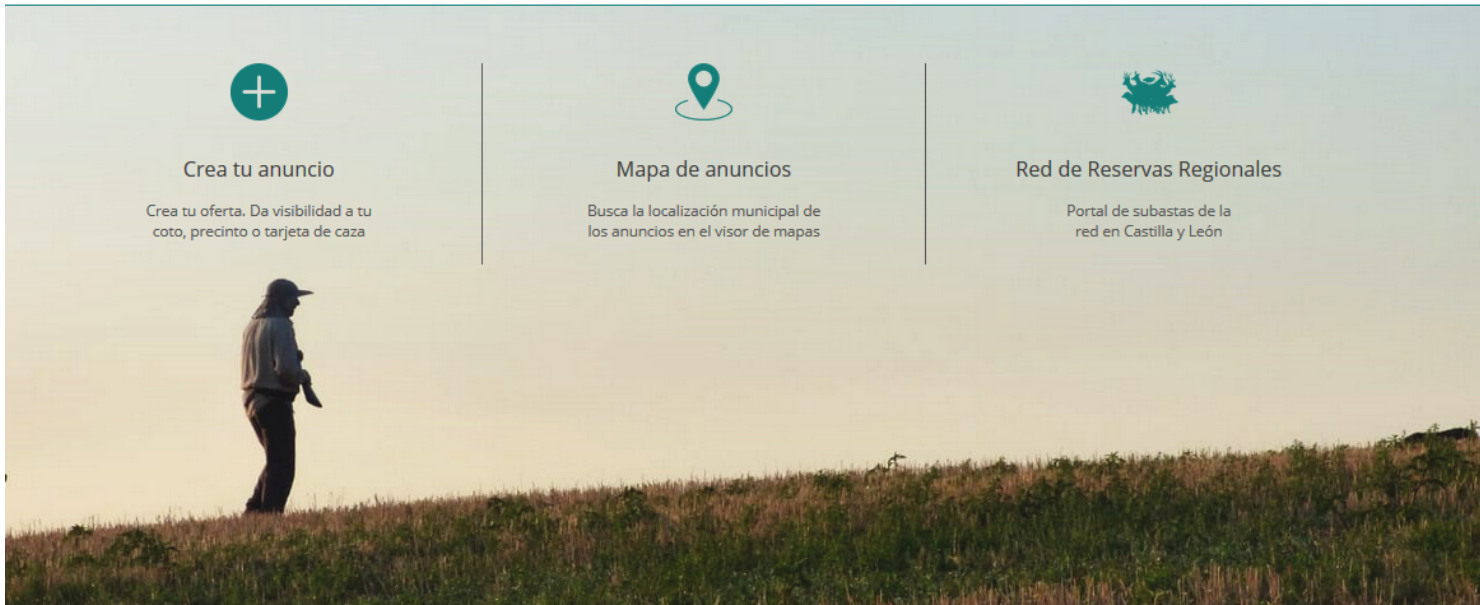 Crea tu anuncio
Crea tu oferta. Da visibilidad a tu
coto, precinto o tarjeta de caza
Mapa de anuncios
Busca la localización municipal de
los anuncios en el visor de mapas
Red de Reservas Regionales
Portal de subastas de la
red en Castilla y León